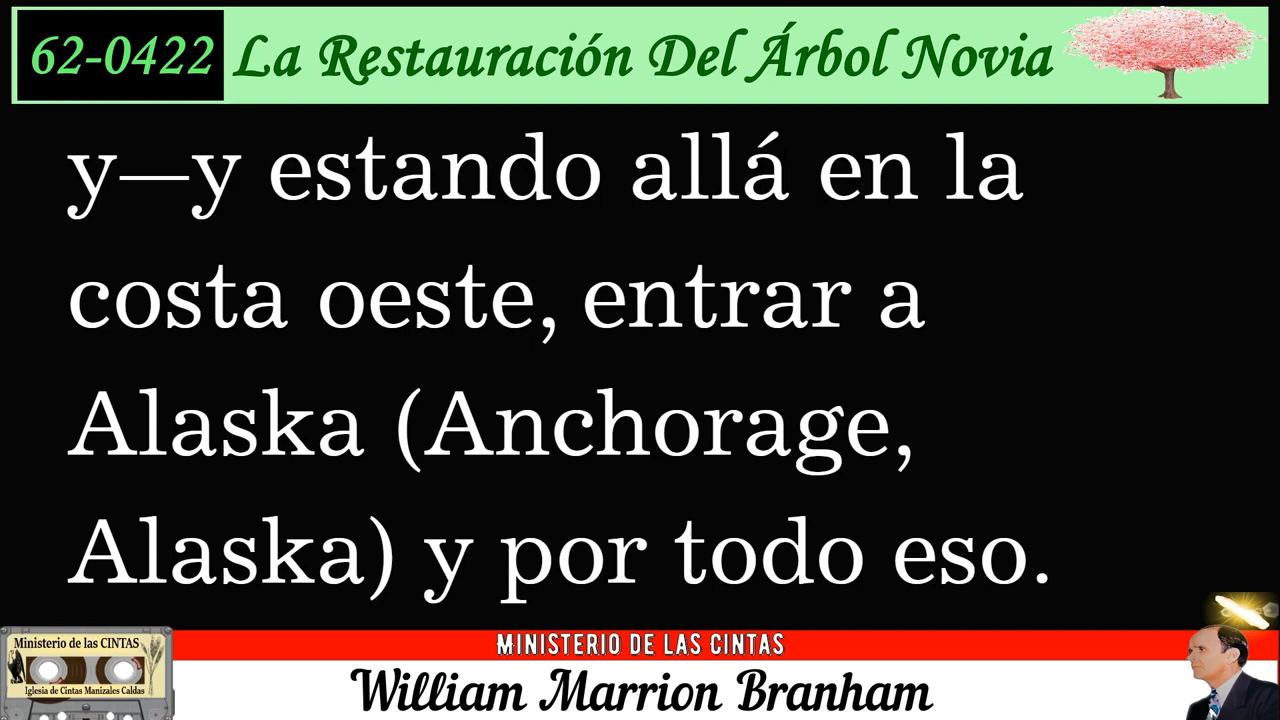 62-0422 La Restauración Del Árbol Novia
y—y estando allá en la
costa oeste, entrar a
Alaska (Anchorage,
Alaska) y por todo eso.
MINISTERIO DE LAS CINTAS
Ministerio de las CINTAS
Iglesia de Cintas Manizales Caldas
William Marrion Branham